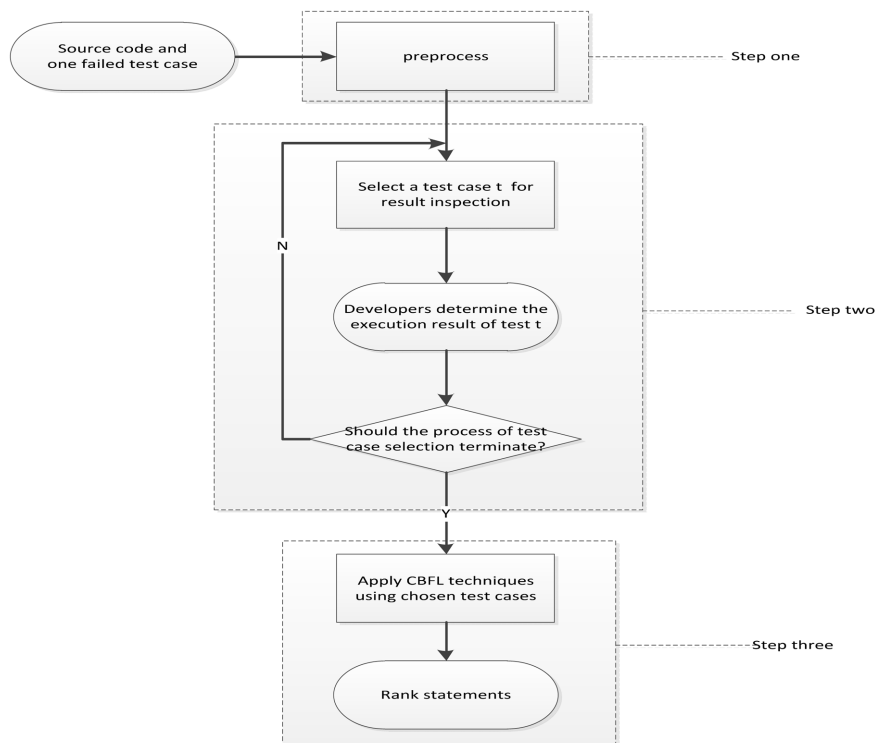 Source code and
one failed test case
preprocess
Step one
Select a test case t for
result inspection
N
Developers determine the
execution result of test t
Step two
Should the process of test
case selection terminate?
Y
Apply CBFL techniques
using chosen test cases
Step three
Rank statements